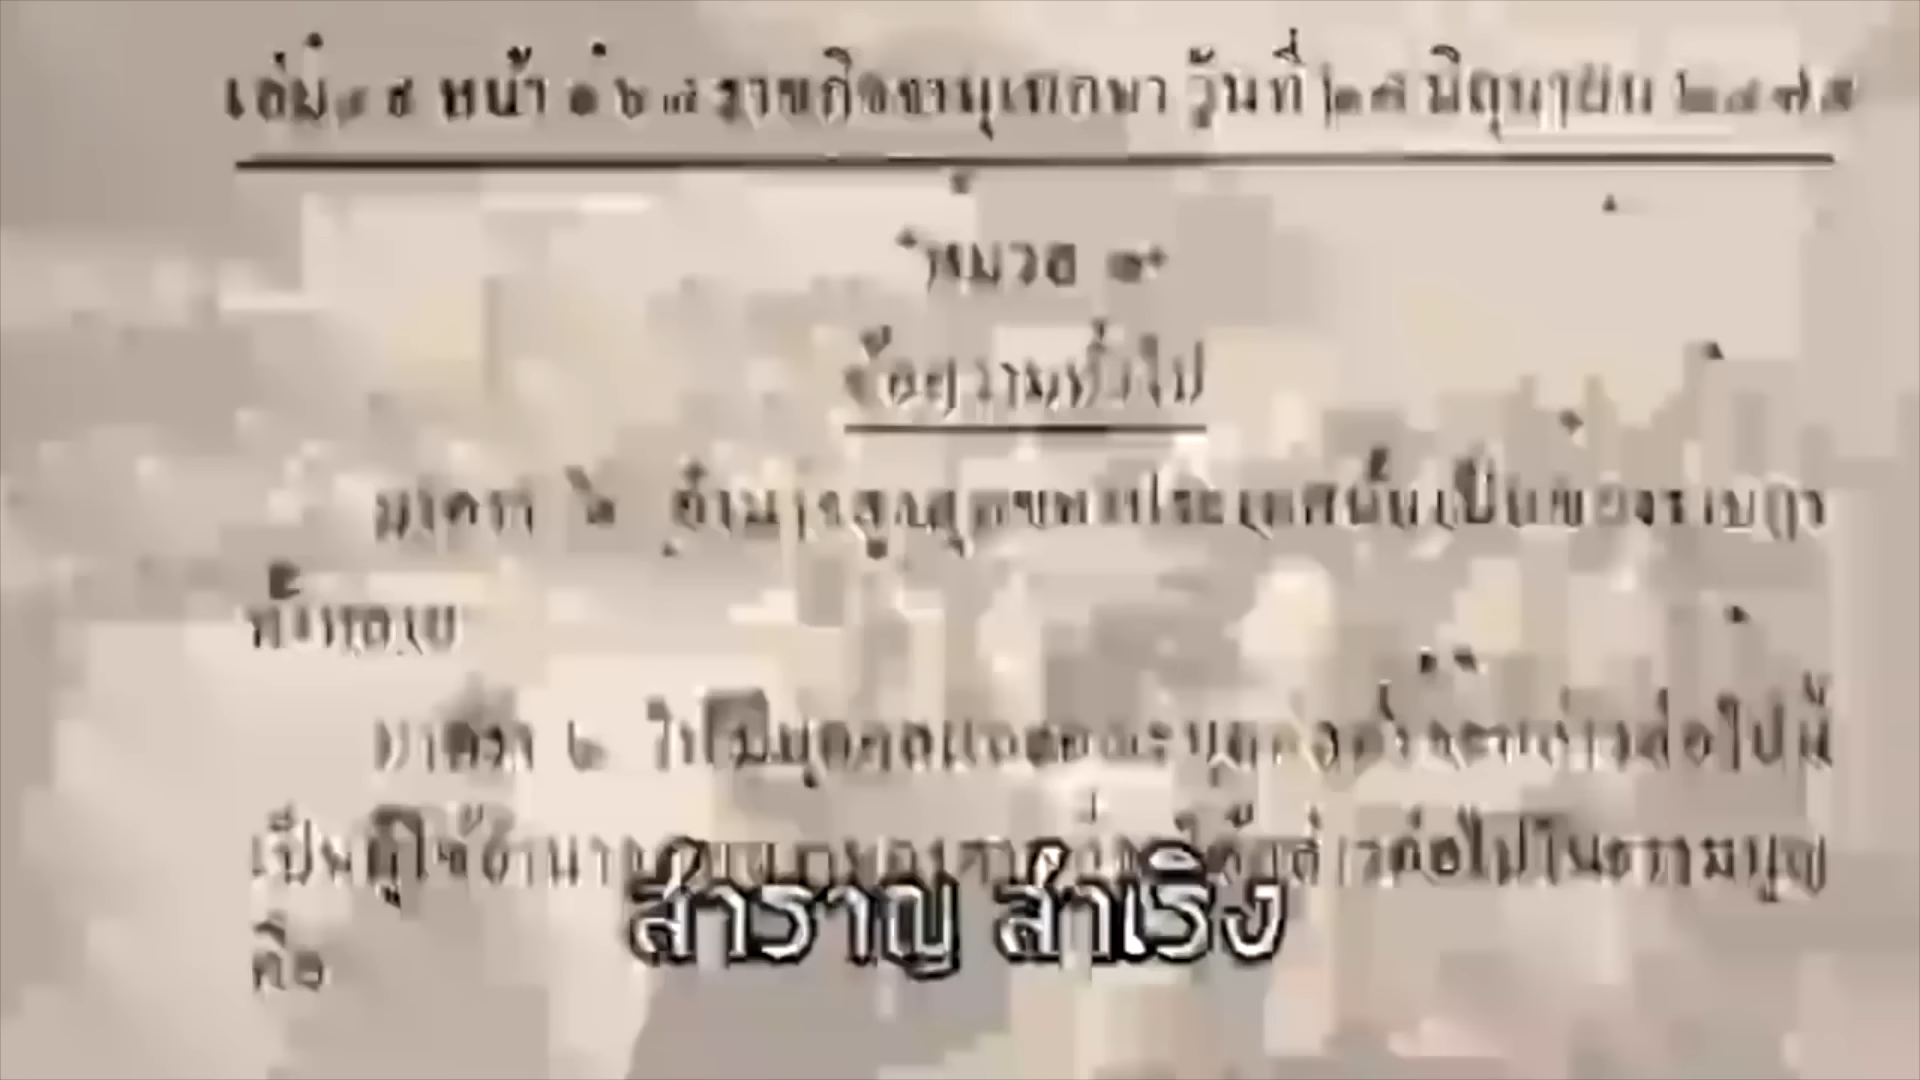 หน้า ราชกิจจานุเบกษา วันที่ มิถุนายน
หมวด ๑
ข้อความทั่วไป
มาตรา ๑ อำนาจสูงสุดของประเทศนั้นเป็นของราษฎร
ทั้งหลาย
มาตรา ๒ ให้มีบุคคลและคณะบุคคลดั่งจะกล่าวต่อไปนี้
เป็นผู้ใช้อำนาจ กล่าวต่อไปในธรรมนูญ
คือ
สำราญ สำเริง